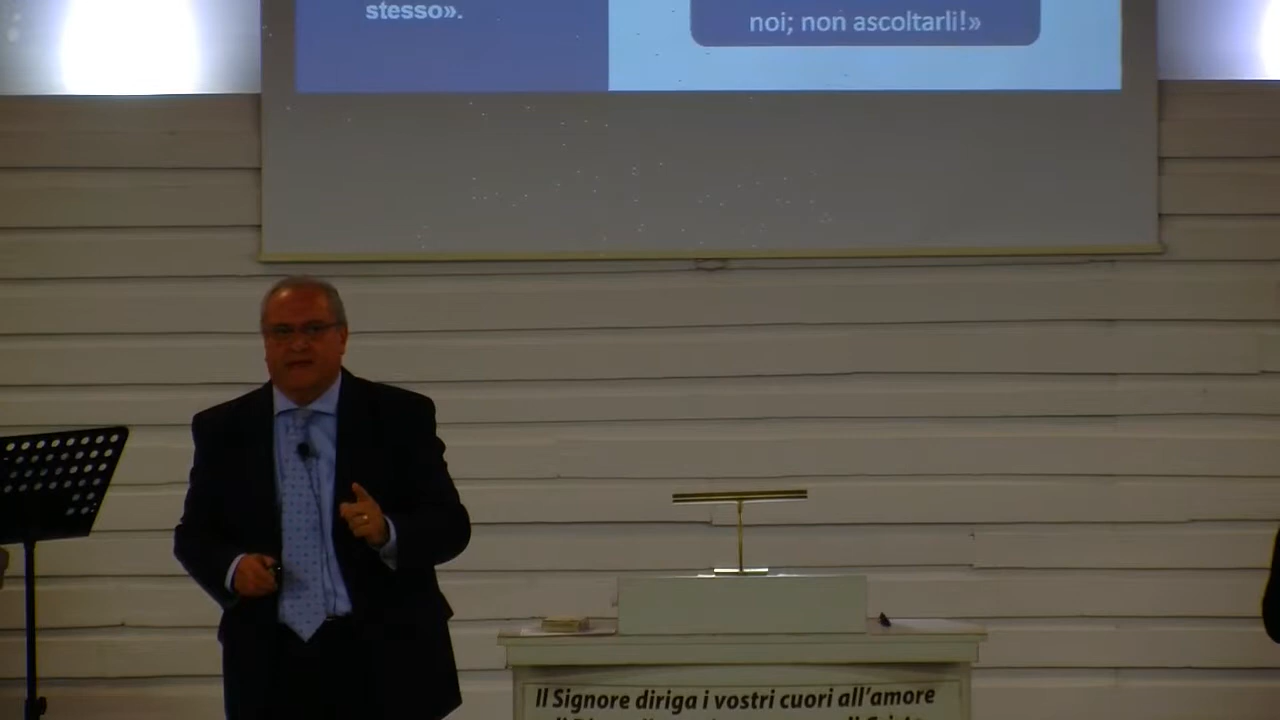 stesso».
noi; non ascoltarli!»
Il Signore diriga i vostri cuori all'amore